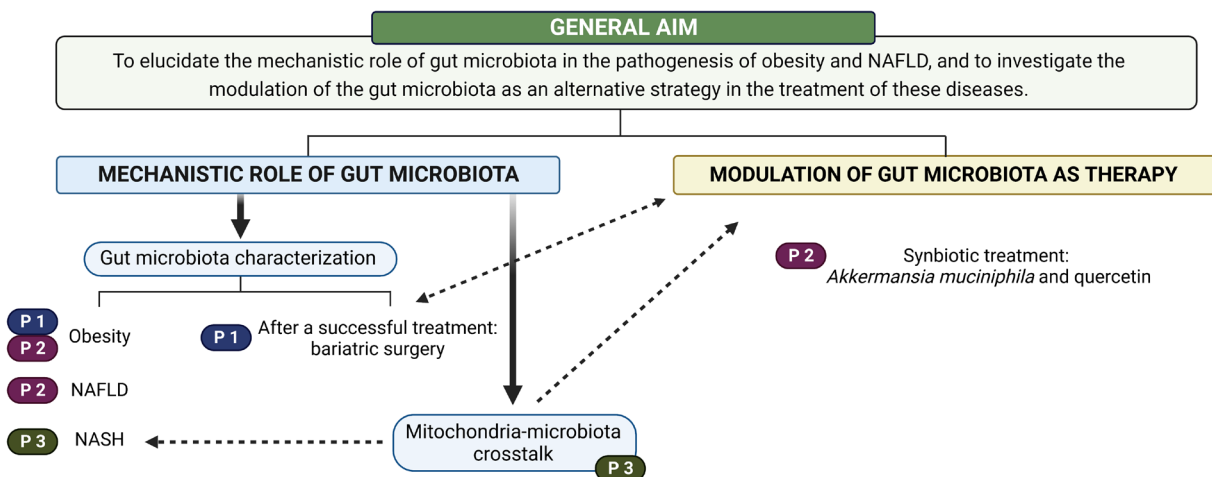 GENERAL AIM
To elucidate the mechanistic role of gut microbiota in the pathogenesis of obesity and NAFLD, and to investigate the
modulation of the gut microbiota as an alternative strategy in the treatment of these diseases.
MECHANISTIC ROLE OF GUT MICROBIOTA
MODULATION OF GUT MICROBIOTA AS THERAPY
Gut microbiota characterization
P 2
Synbiotic treatment:
Akkermansia muciniphila and quercetin
P 1
P 2
Obesity
P 1
After a successful treatment:
bariatric surgery
P 2
NAFLD
P 3
NASH
Mitochondria-microbiota
crosstalk
P 3